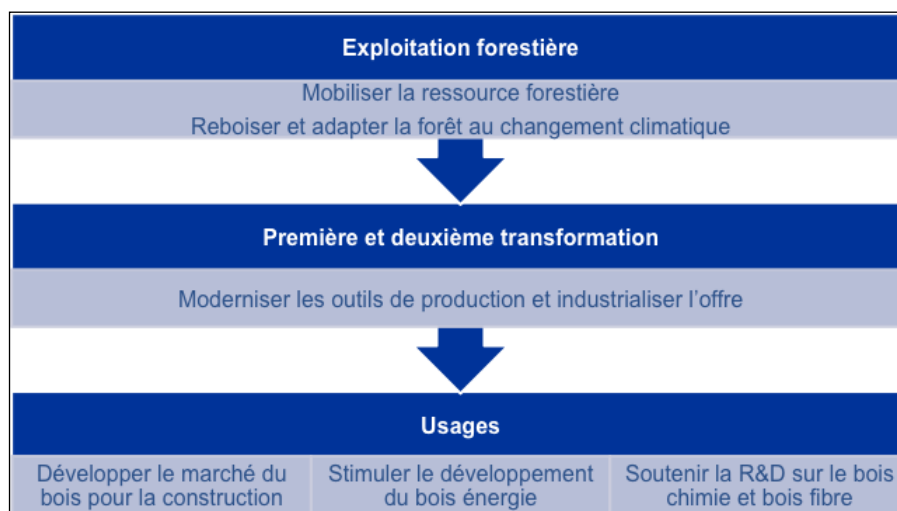 Exploitation forestière
Mobiliser la ressource forestière
Reboiser et adapter la forêt au changement climatique
Première et deuxième transformation
Moderniser les outils de production et industrialiser l'offre
Usages
Développer le marché du
bois pour la construction
Stimuler le développement
du bois énergie
Soutenir la R&D sur le bois
chimie et bois fibre